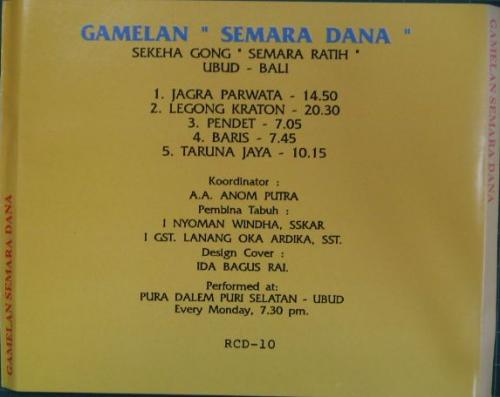 GAMELAN " SEMARA DANA "
SEKEHA GONG " SEMARA RATIH "
UBUD - BALI
1. JAGRA PARWATA - 14.50
2. LEGONG KRATON - 20.30
3. PENDET - 7.05
4. BARIS - 7.45
5. TARUNA JAYA - 10.15
Koordinator :
A.A. ANOM PUTRA
Pembina Tabuh :
I NYOMAN WINDHA, SSKAR
I GST. LANANG OKA ARDIKA, SST.
Design Cover :
IDA BAGUS RAI.
Performed at:
PURA DALEM PURI SELATAN - UBUD
Every Monday, 7.30 pm.
RCD-10
GAMELAN SEMARA DANA
GAMELAN SEMARA DANA